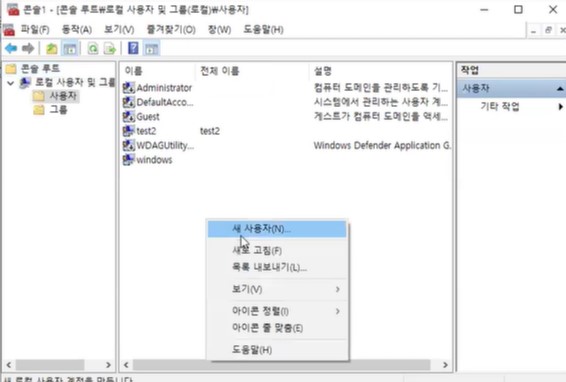 콘솔1 - [콘솔 루트₩로컬 사용자 및 그룹(로컬)₩사용자]
파일(F) 동작(A) 보기(V) 즐겨찾기(O) 창(W) 도움말(H)
콘솔 루트
로컬 사용자 및 그룹
사용자
그룹
이름 전체 이름 설명
Administrator 컴퓨터 도메인을 관리하도록 기...
DefaultAcco... 시스템에서 관리하는 사용자 계...
Guest 게스트가 컴퓨터 도메인을 액세...
test2 test2
WDAGUtility... Windows Defender Application G.
windows
새 사용자(N)...
새로 고침(F)
목록 내보내기(L)...
보기(V)
아이콘 정렬(I)
아이콘 줄 맞춤(E)
도움말(H)
작업
사용자
기타 작업
새 로컬 사용자 계정을 만듭니다.